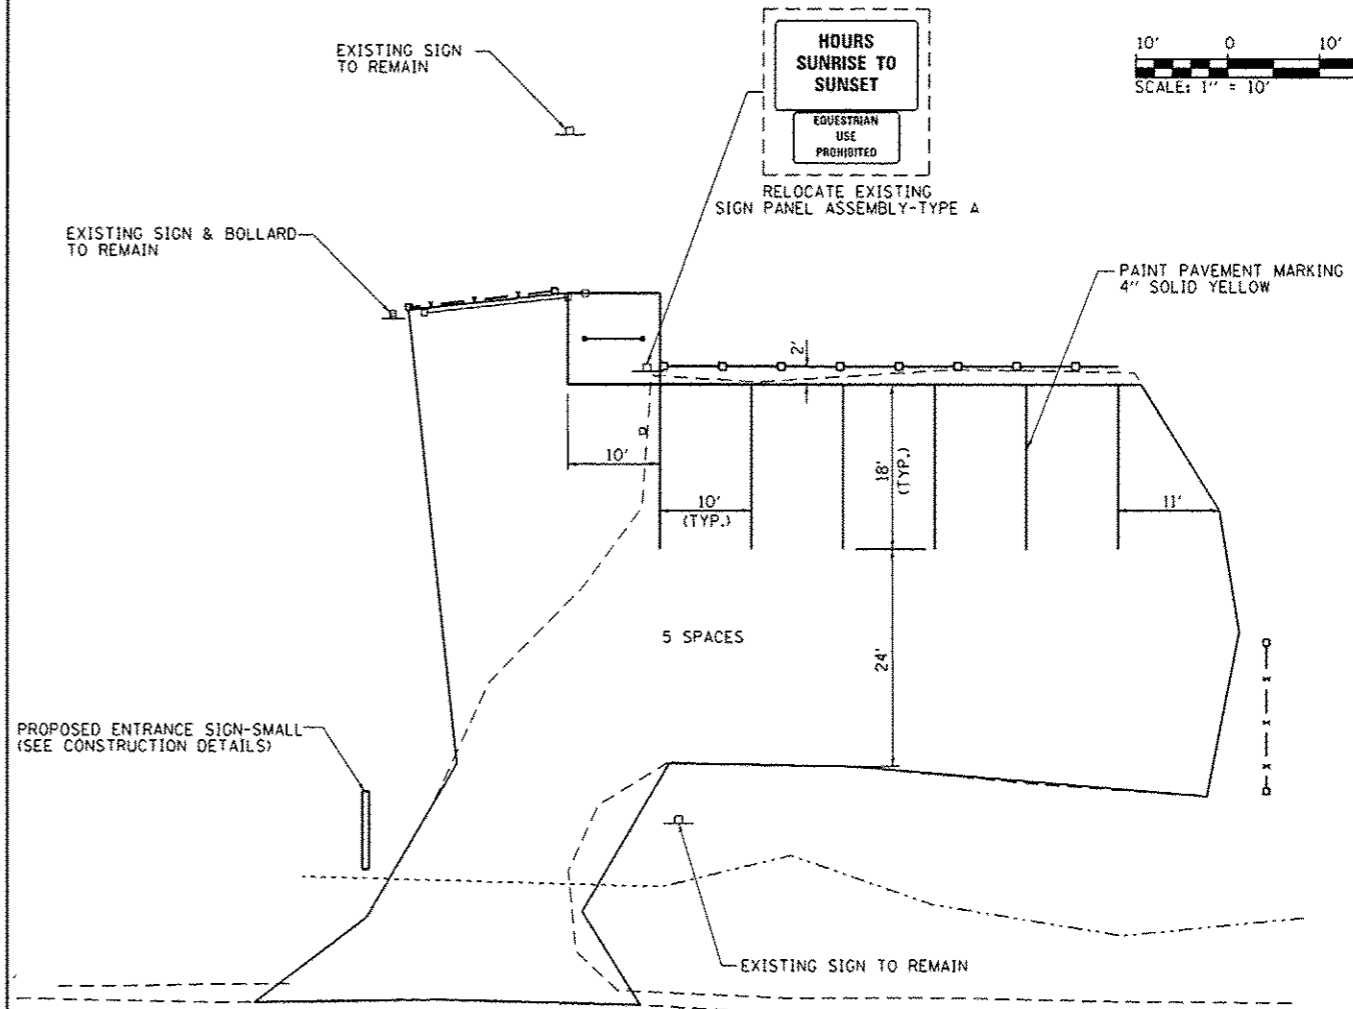 HOURS
SUNRISE TO
SUNSET
EQUESTRIAN
USE
PROHIBITED
RELOCATE EXISTING
SIGN PANEL ASSEMBLY-TYPE A
10' 0 10'
SCALE: 1" = 10'
EXISTING SIGN
TO REMAIN
EXISTING SIGN & BOLLARD
TO REMAIN
PAINT PAVEMENT MARKING
4" SOLID YELLOW
2'
10'
10'
(TYP.)
18'
(TYP.)
11'
5 SPACES
24'
PROPOSED ENTRANCE SIGN-SMALL
(SEE CONSTRUCTION DETAILS)
EXISTING SIGN TO REMAIN